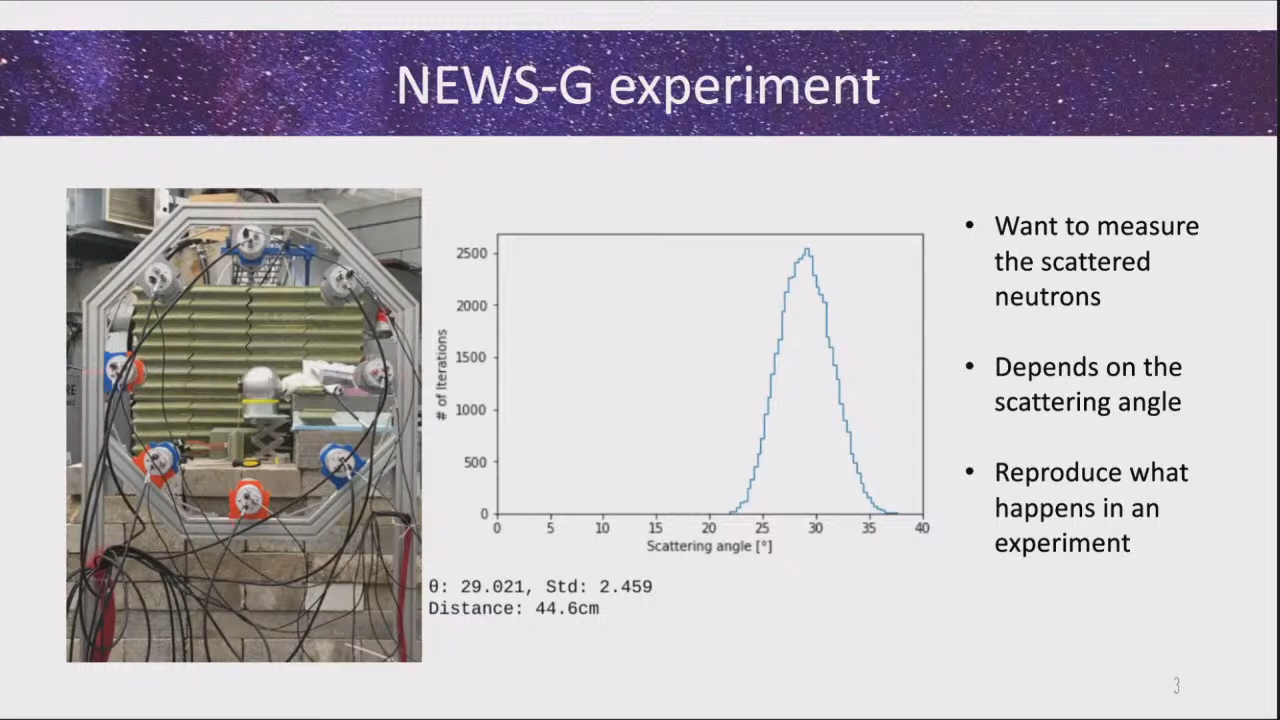 NEWS-G experiment
# of Iterations
2500
2000
1500
1000
500
0
0 5 10 15 20 25 30 35 40
Scattering angle [°]
θ: 29.021, Std: 2.459
Distance: 44.6cm
• Want to measure
the scattered
neutrons
• Depends on the
scattering angle
• Reproduce what
happens in an
experiment
3